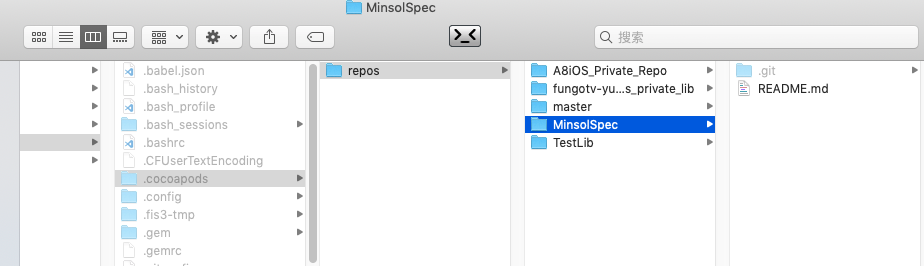 MinsolSpec
搜索
.babel.json
.bash_history
.bash_profile
.bash_sessions
.bashrc
.CFUserTextEncoding
.cocoapods
.config
.fis3-tmp
.gem
.gemrc
repos
A8iOS_Private_Repo
fungotv-yu...s_private_lib
master
MinsolSpec
TestLib
.git
README.md